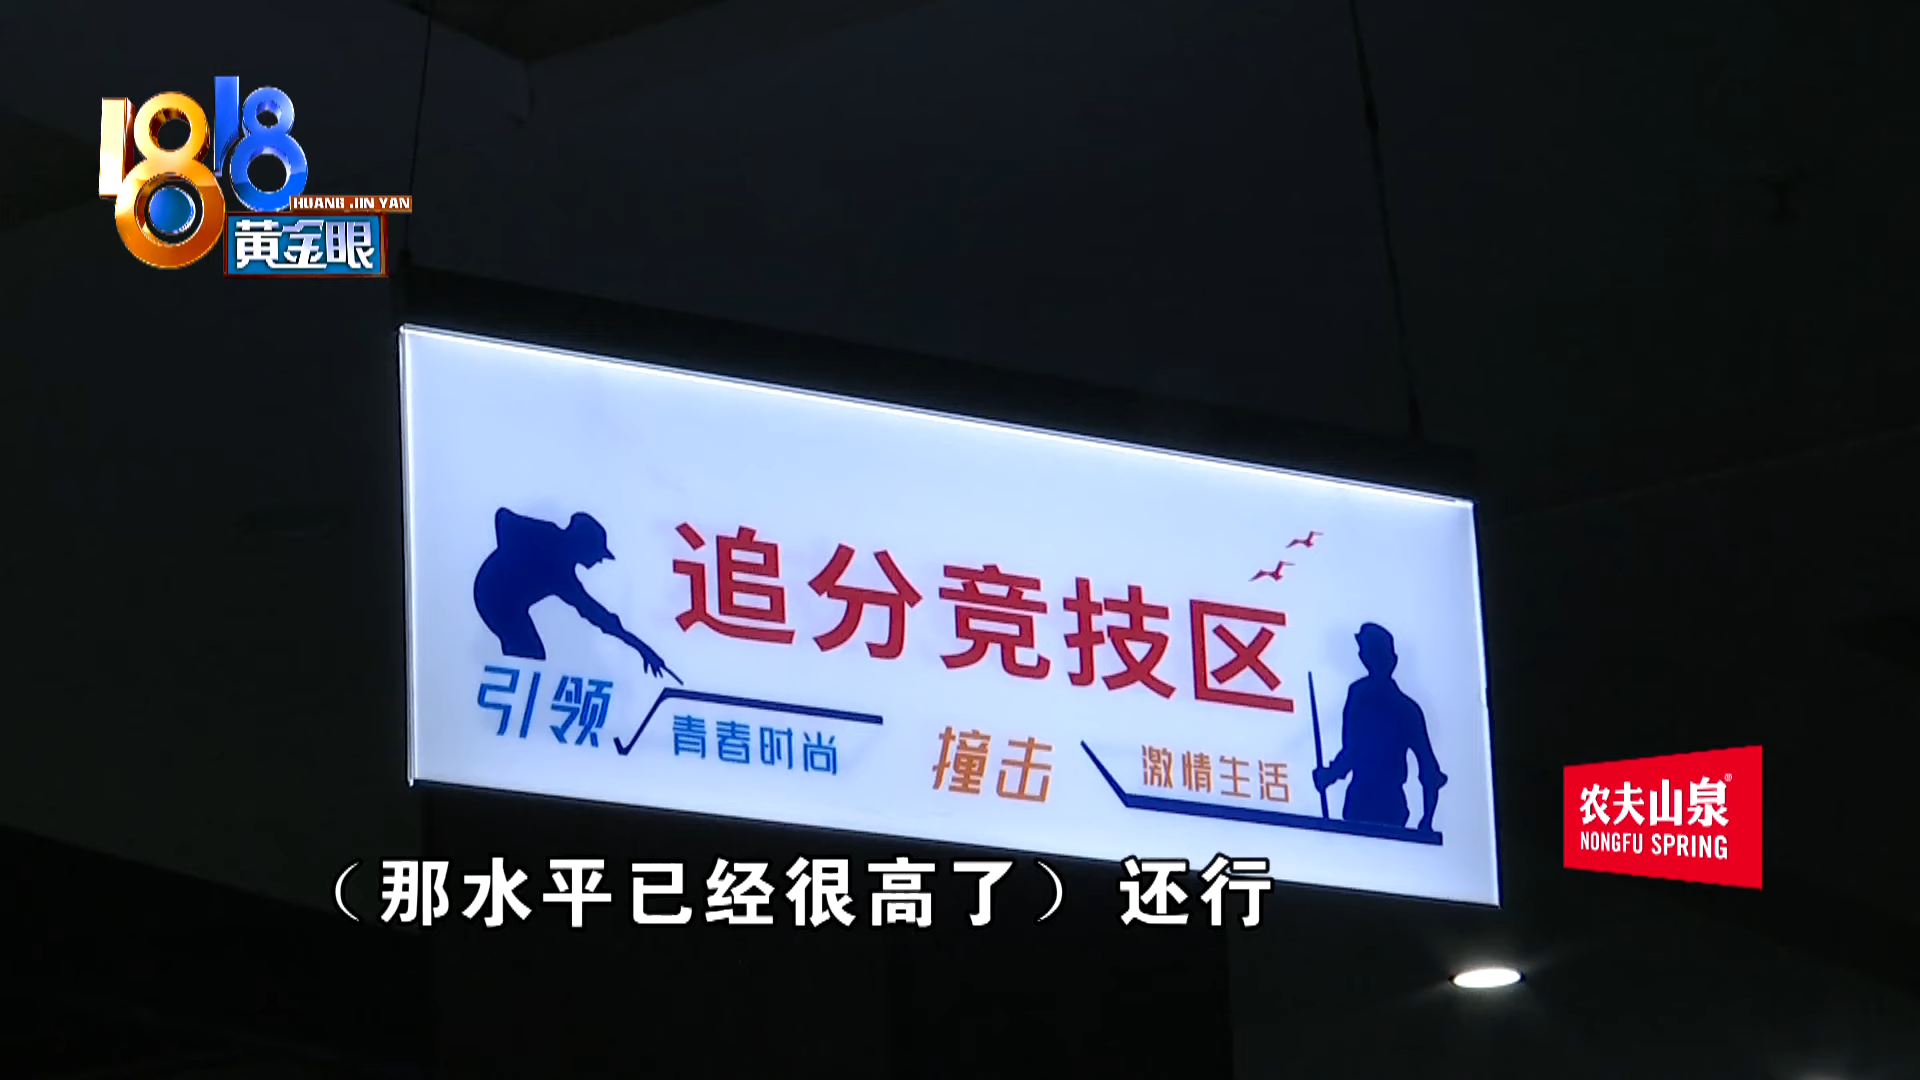 1818
HUANG JIN YAN
黄金眼
追分竞技区
引领 青春时尚 撞击 激情生活
农夫山泉®
NONGFU SPRING
（那水平已经很高了）还行